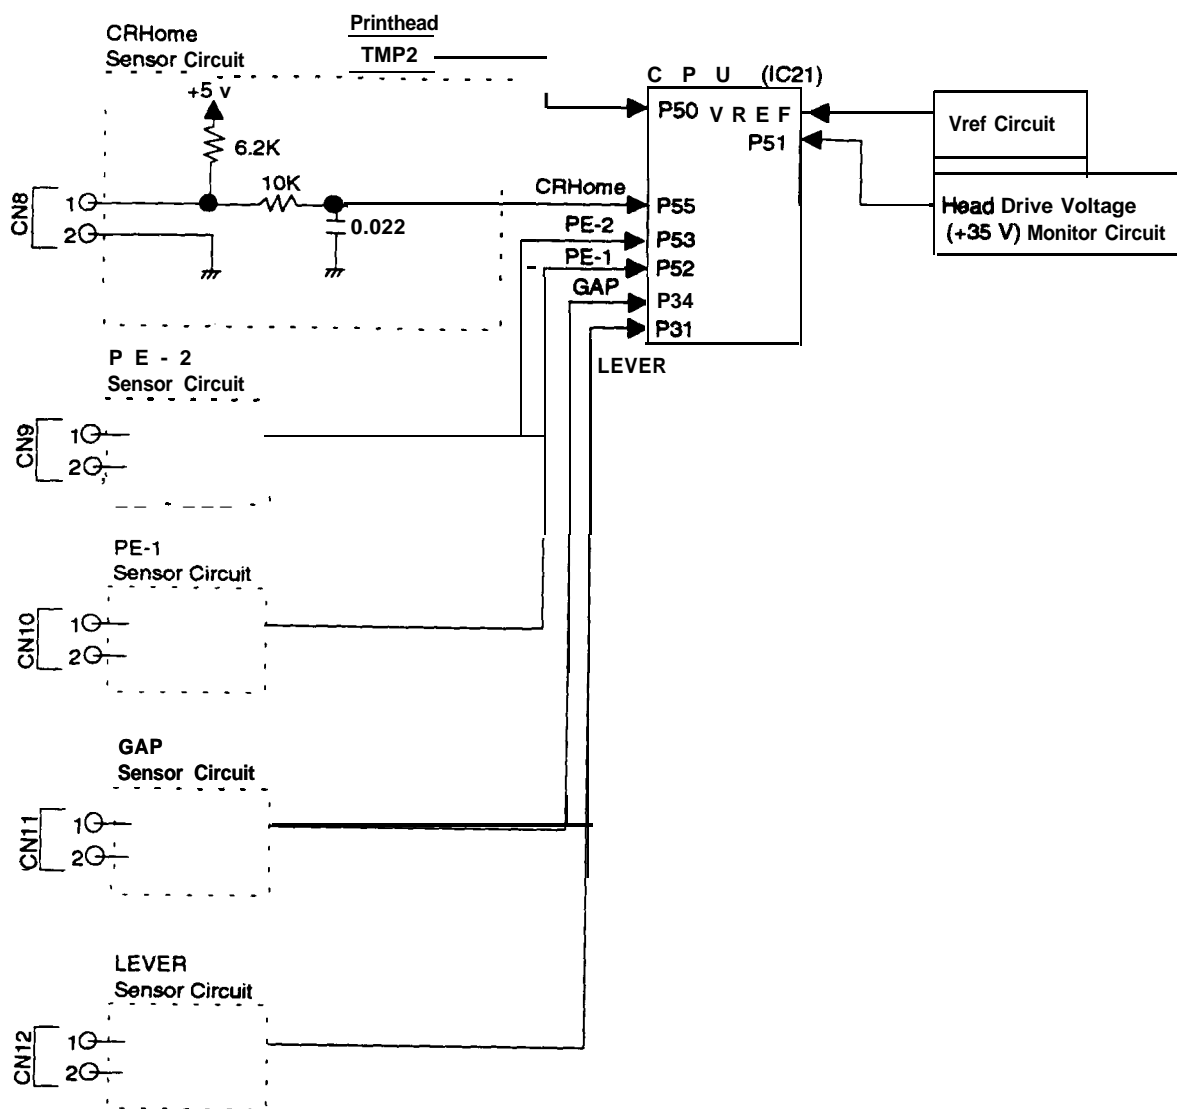 CRHome
Sensor Circuit
Printhead
TMP2
+5 v
6.2K
10K
0.022
CN8
1
2
C P U (IC21)
P50 V R E F
P51
P55
P53
P52
P34
P31
CRHome
PE-2
PE-1
GAP
LEVER
Vref Circuit
Head Drive Voltage
(+35 V) Monitor Circuit
P E - 2
Sensor Circuit
CN9
1
2
PE-1
Sensor Circuit
CN10
1
2
GAP
Sensor Circuit
CN11
1
2
LEVER
Sensor Circuit
CN12
1
2